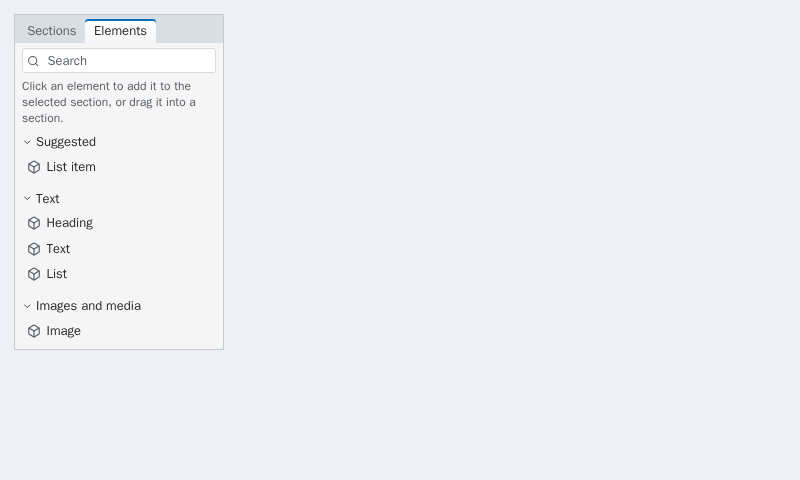 Sections Elements
Search
Click an element to add it to the
selected section, or drag it into a
section.
Suggested
List item
Text
Heading
Text
List
Images and media
Image